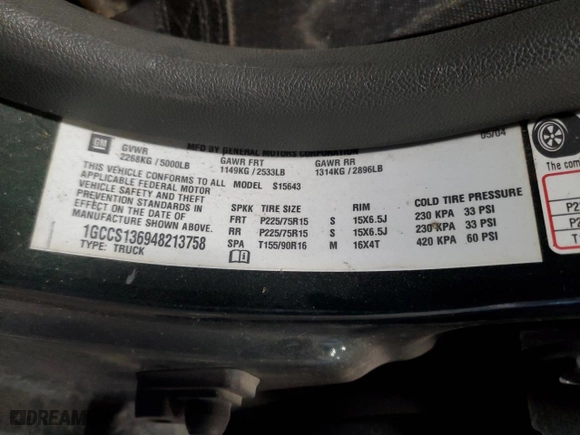 GM
MFD BY GENERAL MOTORS CORPORATION
05/04
GVWR GAWR FRT GAWR RR
2268KG / 5000LB 1149KG / 2533LB 1314KG / 2896LB
THIS VEHICLE CONFORMS TO ALL
APPLICABLE FEDERAL MOTOR
VEHICLE SAFETY AND THEFT
PREVENTION STANDARDS IN
EFFECT ON THE DATE OF
MANUFACTURE SHOWN ABOVE.
1GCCS136948213758
TYPE: TRUCK
MODEL S15643
SPKK TIRE SIZE RIM COLD TIRE PRESSURE
FRT P225/75R15 S 15X6.5J 230 KPA 33 PSI
RR P225/75R15 S 15X6.5J 230 KPA 33 PSI
SPA T155/90R16 M 16X4T 420 KPA 60 PSI
P2
P2
T
DREAM